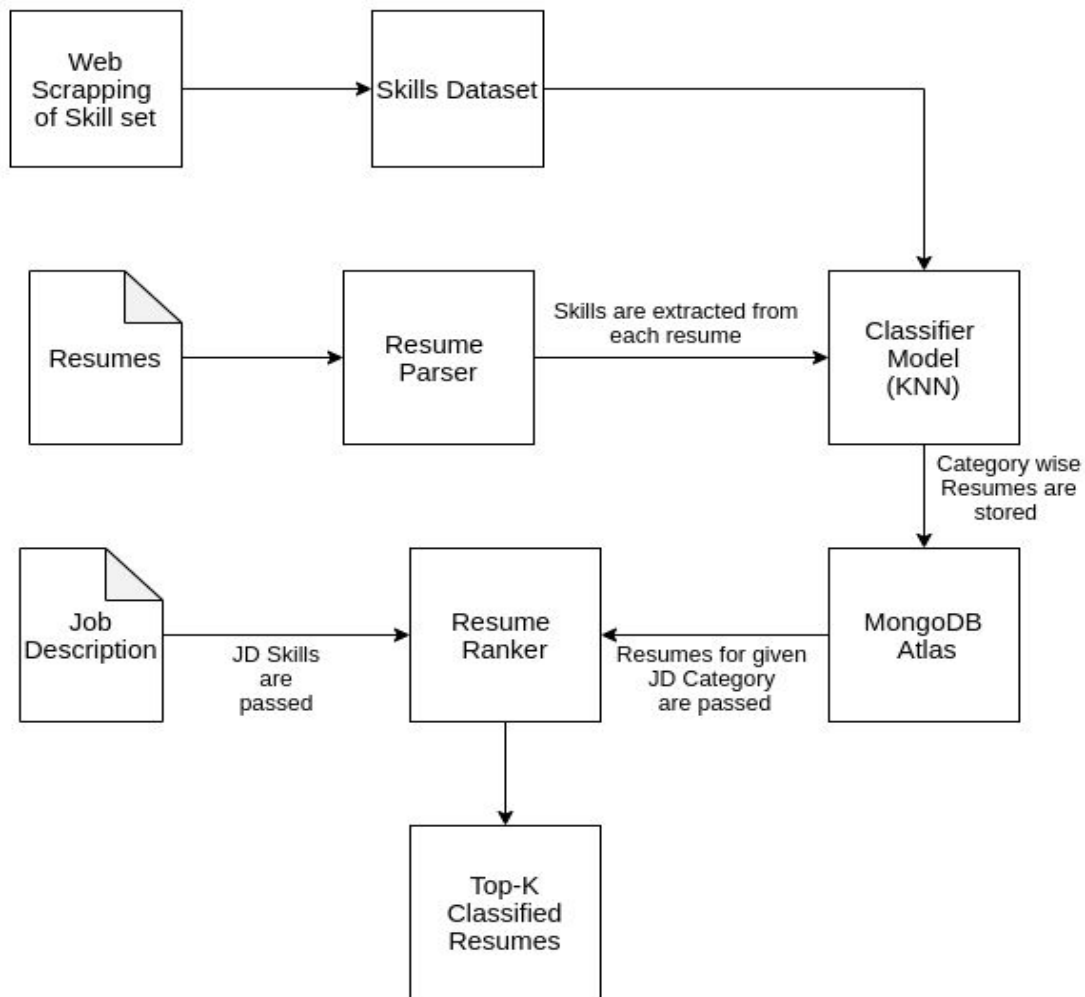 Web
Scrapping
of Skill set
Skills Dataset
Resumes
Resume
Parser
Skills are extracted from
each resume
Classifier
Model
(KNN)
Category wise
Resumes are
stored
Job
Description
JD Skills
are
passed
Resume
Ranker
Resumes for given
JD Category
are passed
MongoDB
Atlas
Top-K
Classified
Resumes